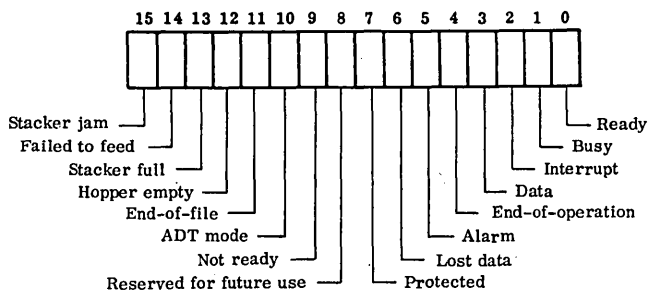 15 14 13 12 11 10 9 8 7 6 5 4 3 2 1 0
Stacker jam
Ready
Failed to feed
Busy
Stacker full
Interrupt
Hopper empty
Data
End-of-file
End-of-operation
ADT mode
Alarm
Not ready
Lost data
Reserved for future use
Protected